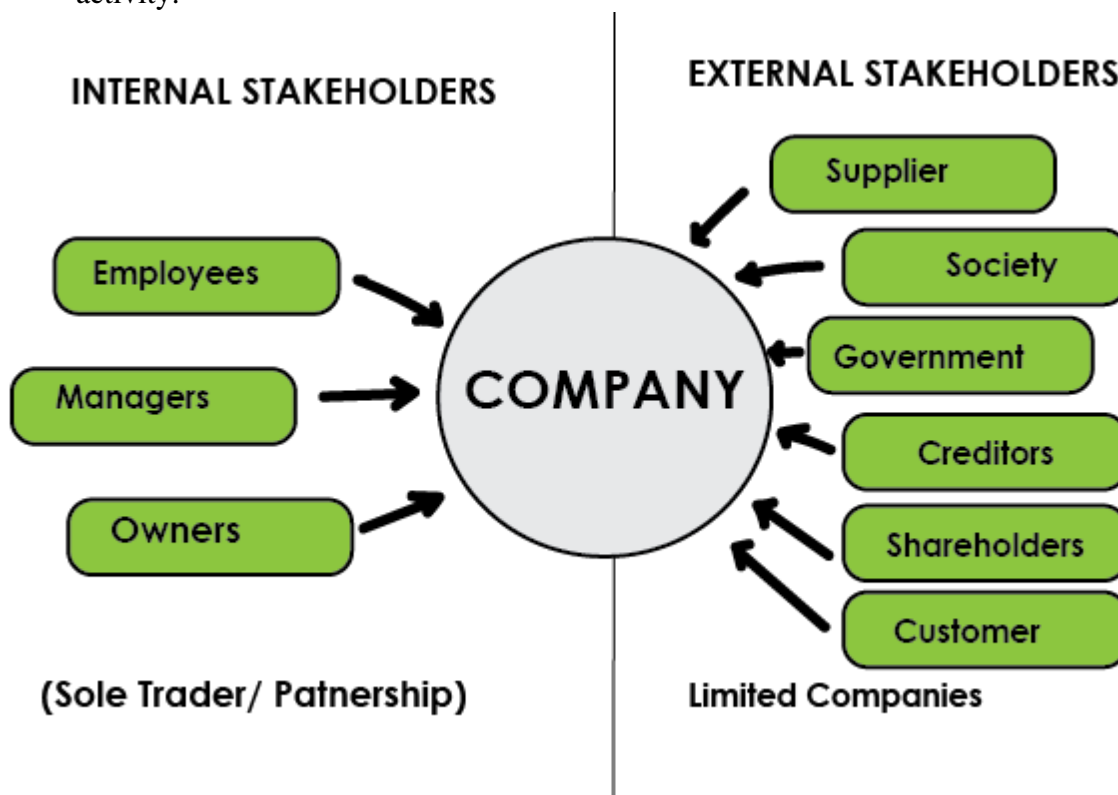 activity.
INTERNAL STAKEHOLDERS
Employees
Managers
Owners
(Sole Trader/ Patnership)
COMPANY
EXTERNAL STAKEHOLDERS
Supplier
Society
Government
Creditors
Shareholders
Customer
Limited Companies